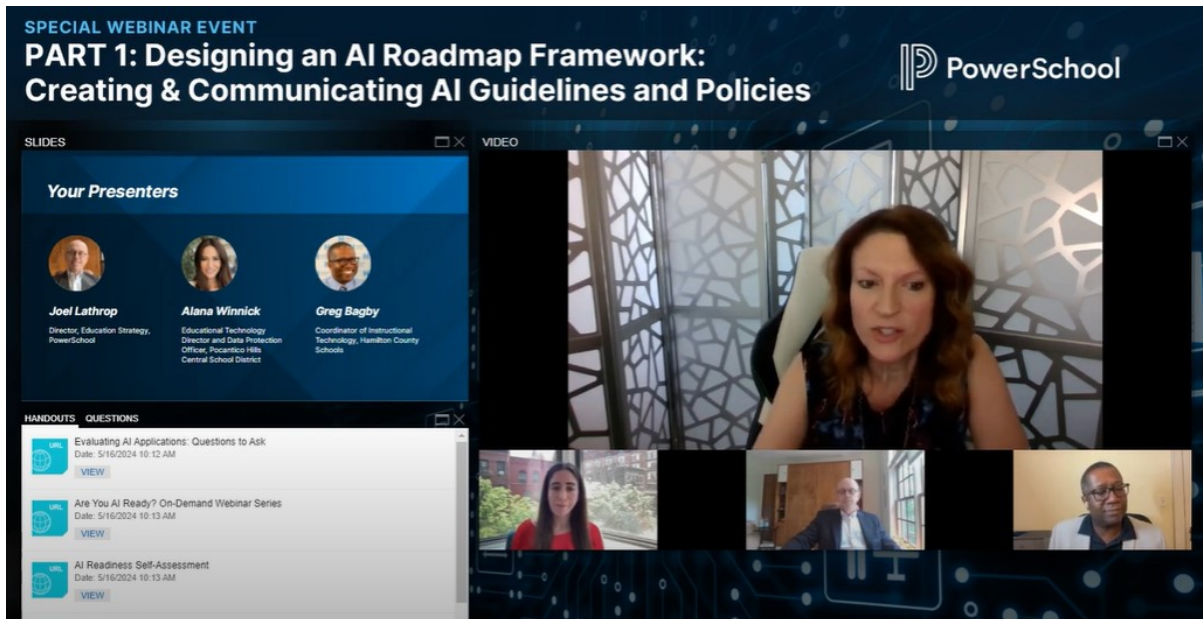 SPECIAL WEBINAR EVENT
PART 1: Designing an AI Roadmap Framework:
Creating & Communicating AI Guidelines and Policies
PowerSchool
SLIDES
VIDEO
Your Presenters
Joel Lathrop
Director, Education Strategy,
PowerSchool
Alana Winnick
Educational Technology
Director and Data Protection
Officer, Pocantico Hills
Central School District
Greg Bagby
Coordinator of Instructional
Technology, Hamilton County
Schools
HANDOUTS QUESTIONS
URL
Evaluating AI Applications: Questions to Ask
Date: 5/16/2024 10:12 AM
VIEW
URL
Are You AI Ready? On-Demand Webinar Series
Date: 5/16/2024 10:13 AM
VIEW
URL
AI Readiness Self-Assessment
Date: 5/16/2024 10:13 AM
VIEW